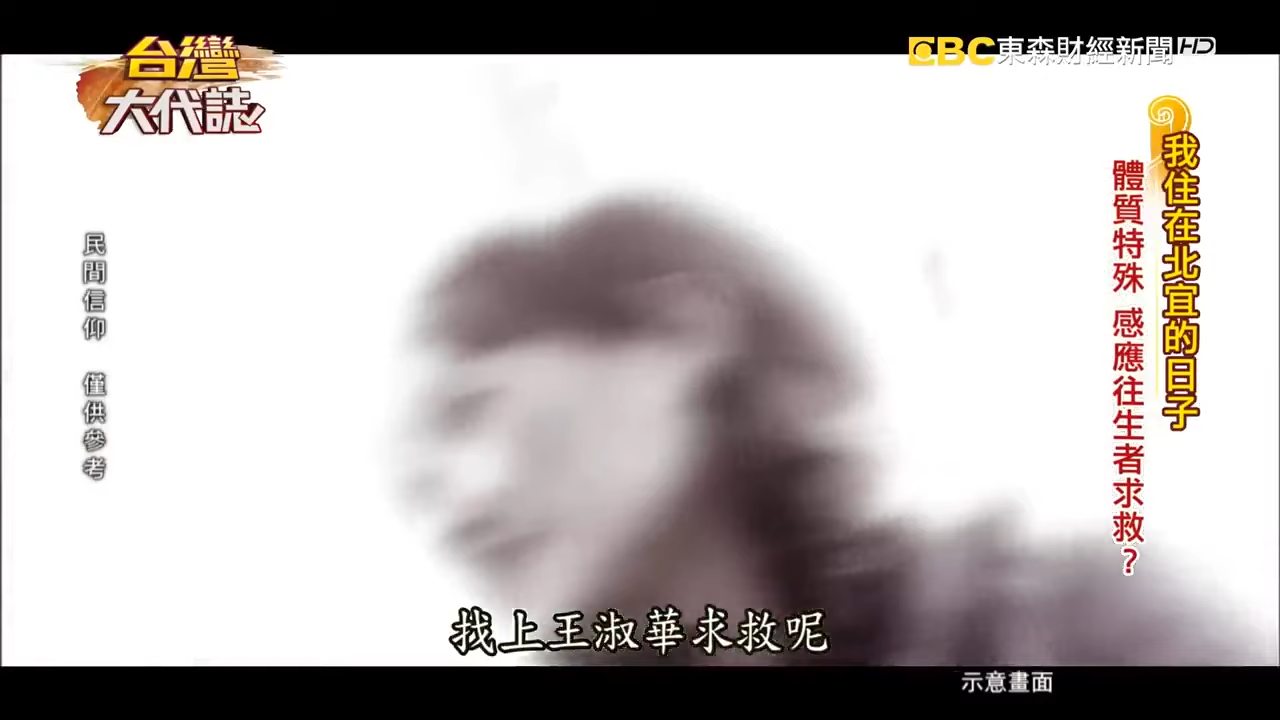 台灣
大代誌
EBC東森財經新聞HD
我住在北宜的日子
體質特殊 感應往生者求救？
民間信仰 僅供參考
找上王淑華求救呢
示意畫面